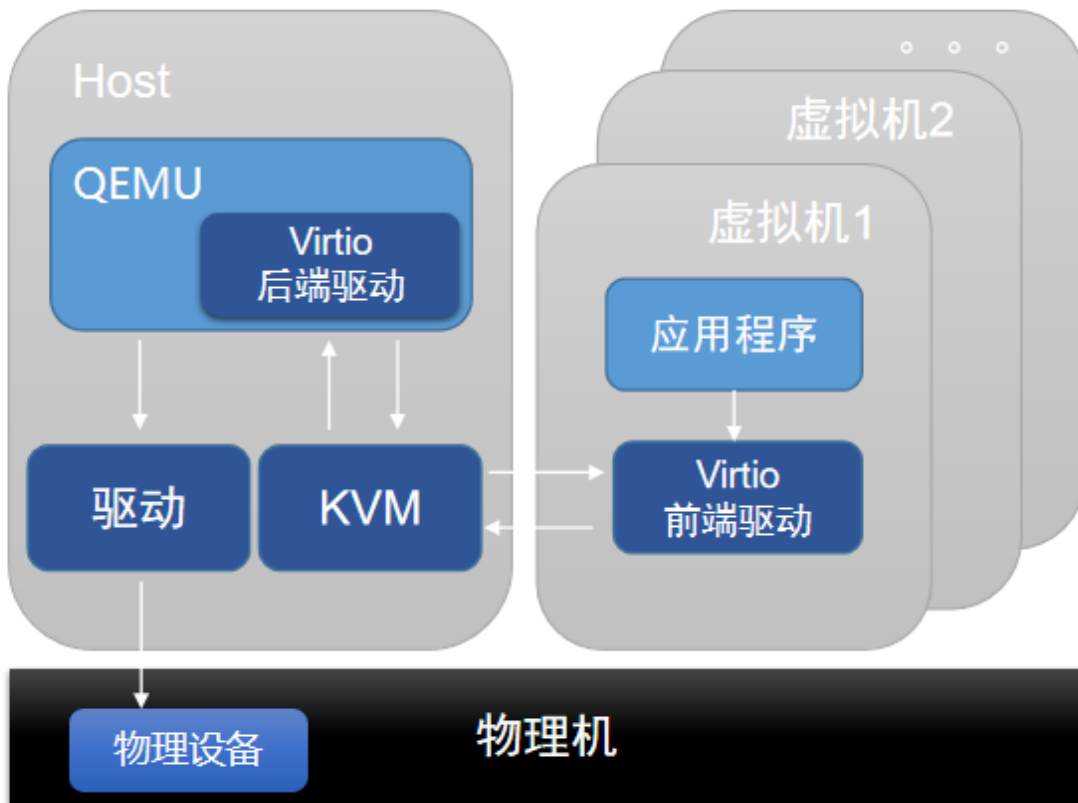 Host
QEMU
Virtio
后端驱动
驱动
KVM
。。。
虚拟机2
虚拟机1
应用程序
Virtio
前端驱动
物理设备
物理机